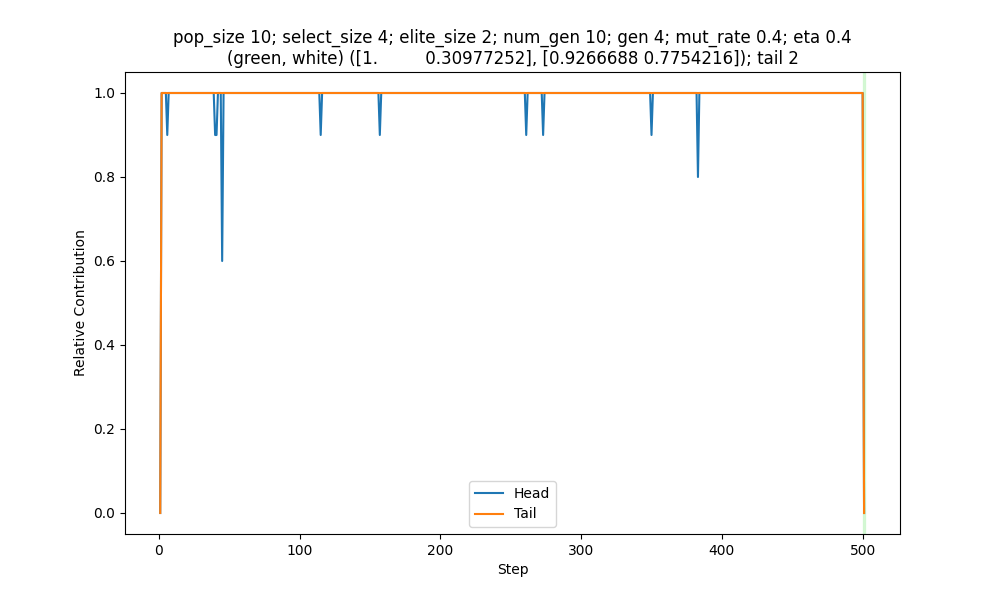 pop_size 10; select_size 4; elite_size 2; num_gen 10; gen 4; mut_rate 0.4; eta 0.4
(green, white) ([1.         0.30977252], [0.9266688 0.7754216]); tail 2
1.0
0.8
0.6
0.4
0.2
0.0
Relative Contribution
Head
Tail
0
100
200
300
400
500
Step